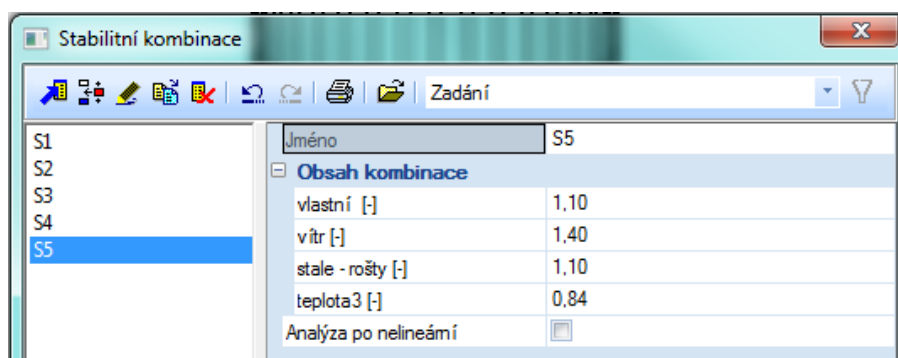 Stabilitní kombinace
Zadání
S1
S2
S3
S4
S5
Jméno S5
Obsah kombinace
vlastní [-] 1,10
vítr [-] 1,40
stale - rošty [-] 1,10
teplota3 [-] 0,84
Analýza po nelineární